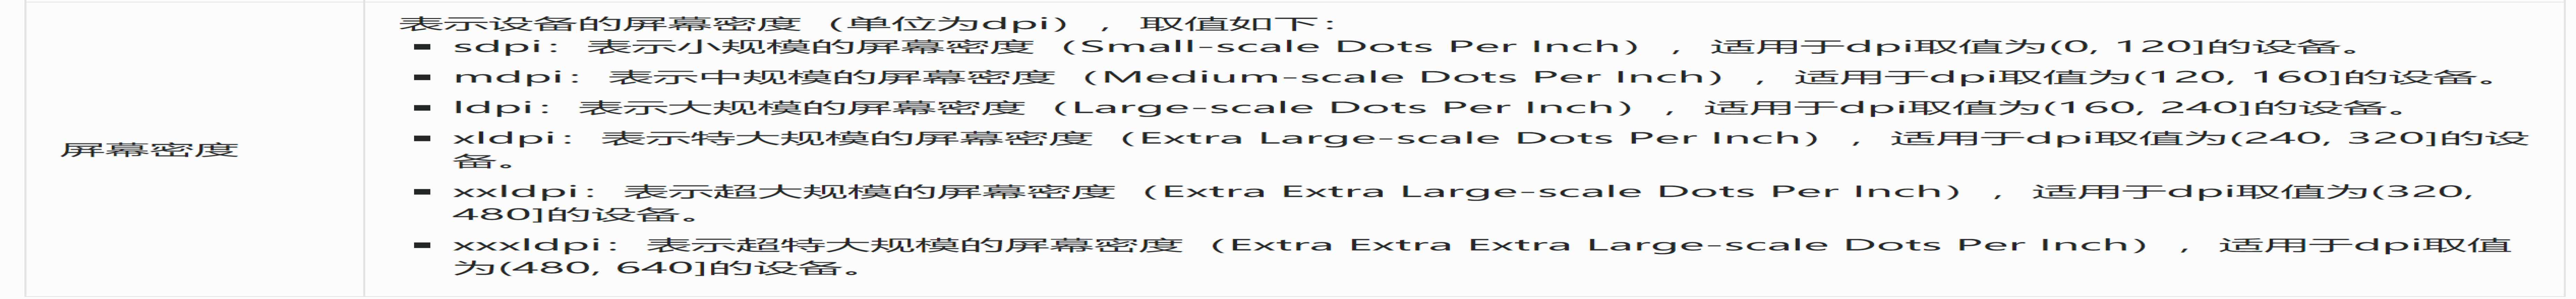 屏幕密度
表示设备的屏幕密度（单位为dpi），取值如下：
▪ sdpi：表示小规模的屏幕密度（Small-scale Dots Per Inch），适用于dpi取值为(0, 120]的设备。
▪ mdpi：表示中规模的屏幕密度（Medium-scale Dots Per Inch），适用于dpi取值为(120, 160]的设备。
▪ ldpi：表示大规模的屏幕密度（Large-scale Dots Per Inch），适用于dpi取值为(160, 240]的设备。
▪ xldpi：表示特大规模的屏幕密度（Extra Large-scale Dots Per Inch），适用于dpi取值为(240, 320]的设
备。
▪ xxldpi：表示超大规模的屏幕密度（Extra Extra Large-scale Dots Per Inch），适用于dpi取值为(320,
480]的设备。
▪ xxxldpi：表示超特大规模的屏幕密度（Extra Extra Extra Large-scale Dots Per Inch），适用于dpi取值
为(480, 640]的设备。